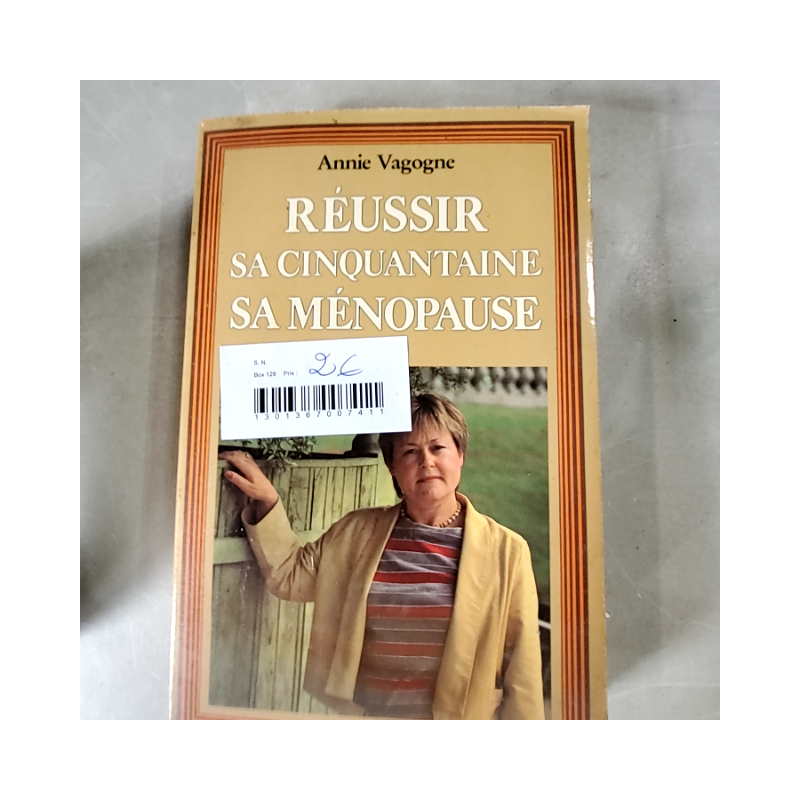 Annie Vagogne
RÉUSSIR
SA CINQUANTAINE
SA MÉNOPAUSE
S. N.
Box 128 Prix : 2€
1301367007411